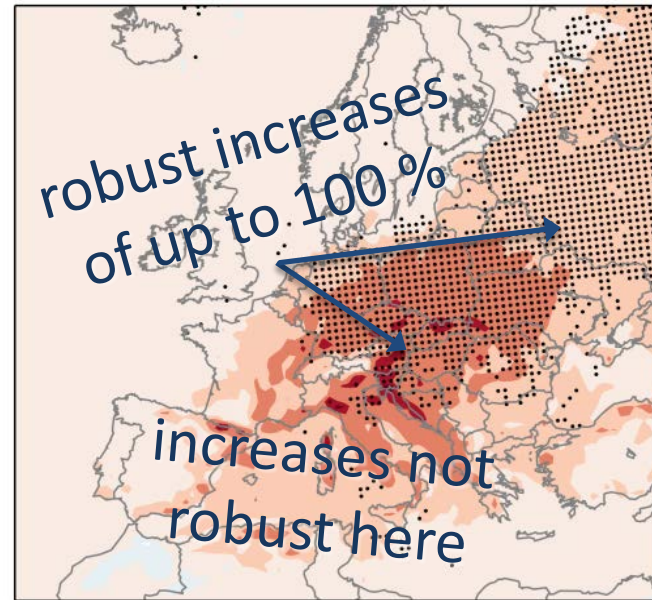 robust increases
of up to 100 %
increases not
robust here